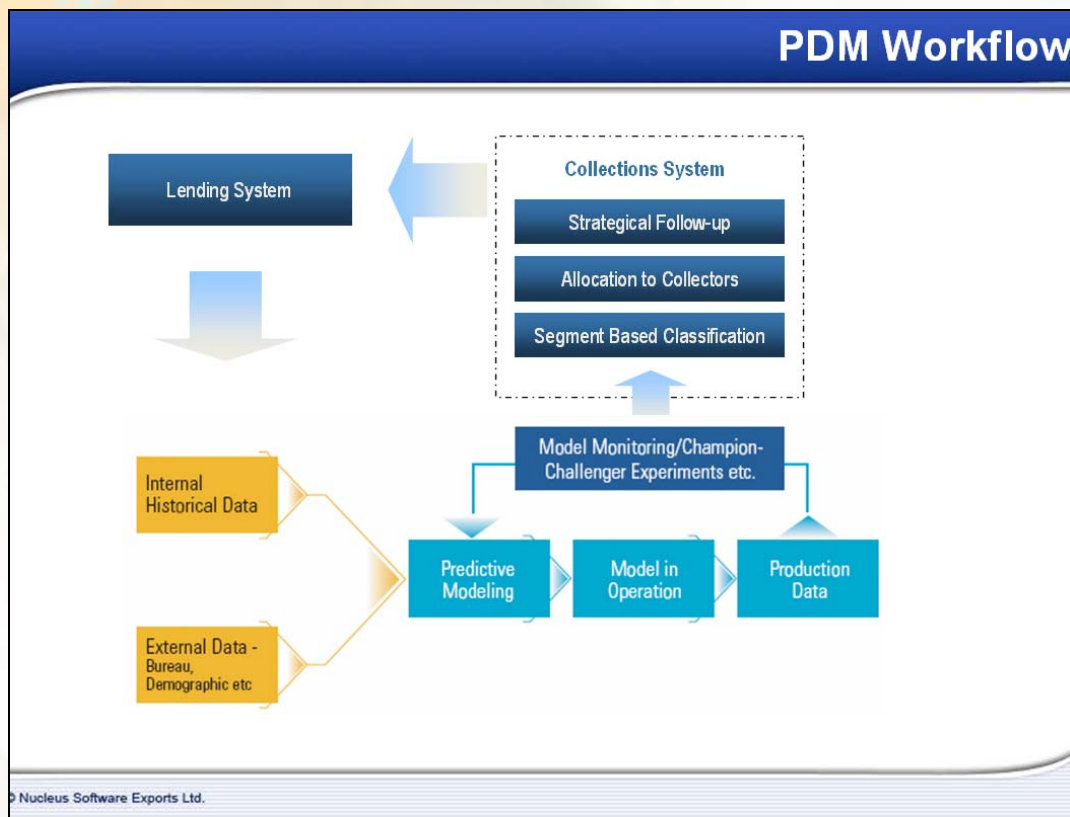 PDM Workflow
Lending System
Collections System
Strategical Follow-up
Allocation to Collectors
Segment Based Classification
Model Monitoring/Champion-
Challenger Experiments etc.
Internal
Historical Data
Predictive
Modeling
Model in
Operation
Production
Data
External Data -
Bureau,
Demographic etc
© Nucleus Software Exports Ltd.